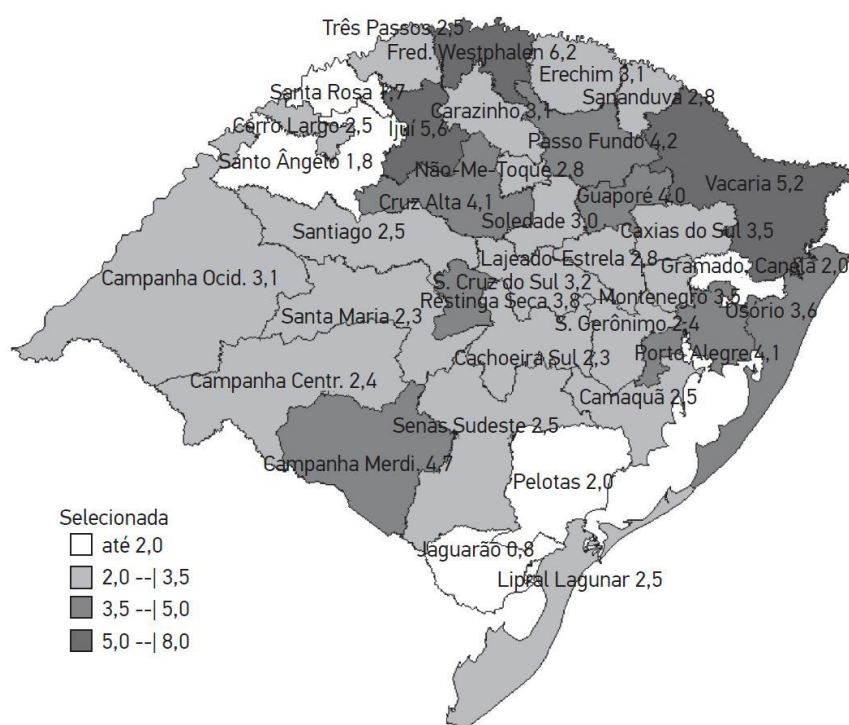 Três Passos 2,5
Fred. Westphalen 6,2
Erechim 3,1
Santa Rosa 1,7
Sananduva 2,8
Carazinho 3,1
Corro Largo 2,5
Ijuí 5,6
Passo Fundo 4,2
Santo Ângelo 1,8
Não-Me-Toque 2,8
Vacaria 5,2
Guaporé 4,0
Cruz Alta 4,1
Soledade 3,0
Caxias do Sul 3,5
Santiago 2,5
Lajeado-Estrela 2,8
Gramado, Canela 2,0
Campanha Ocid. 3,1
S. Cruz do Sul 3,2
Restinga Seca 3,8
Montenegro 3,5
Osório 3,6
Santa Maria 2,3
S. Gerônimo 2,4
Cachoeira Sul 2,3
Porto Alegre 4,1
Campanha Centr. 2,4
Camaquã 2,5
Senas Sudeste 2,5
Campanha Merdi. 4,7
Pelotas 2,0
Jaguarão 0,8
Lipral Lagunar 2,5
Selecionada
até 2,0
2,0 --| 3,5
3,5 --| 5,0
5,0 --| 8,0